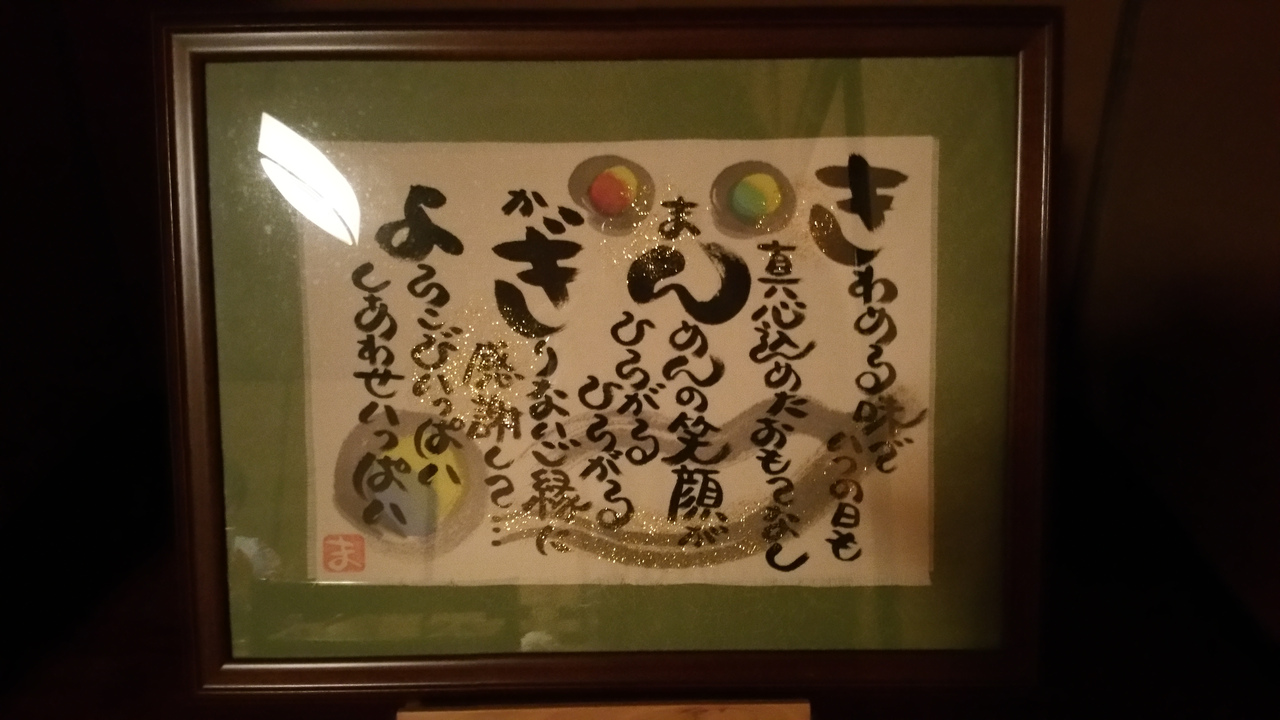 きわめる味で
いつの日も
真心込めたおもてなし
まんめんの笑顔が
ひろがる
ひろがる
かぎりないご縁に
感謝して…
よろこびいっぱい
しあわせいっぱい
ま